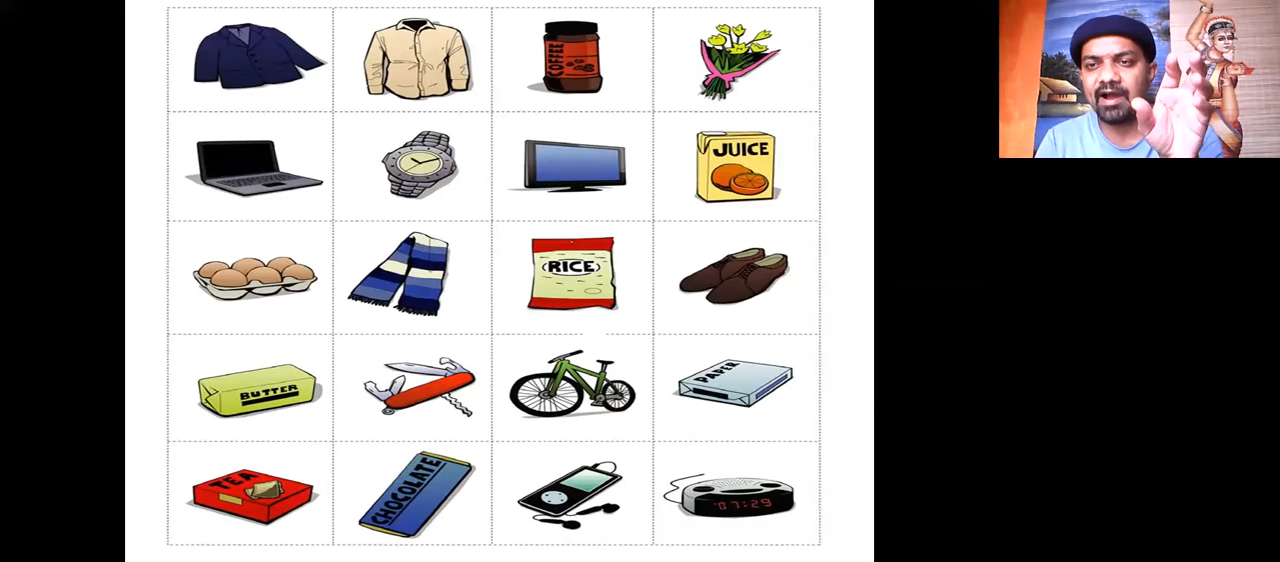 COFFEE
JUICE
RICE
BUTTER
PAPER
TEA
CHOCOLATE
07:29